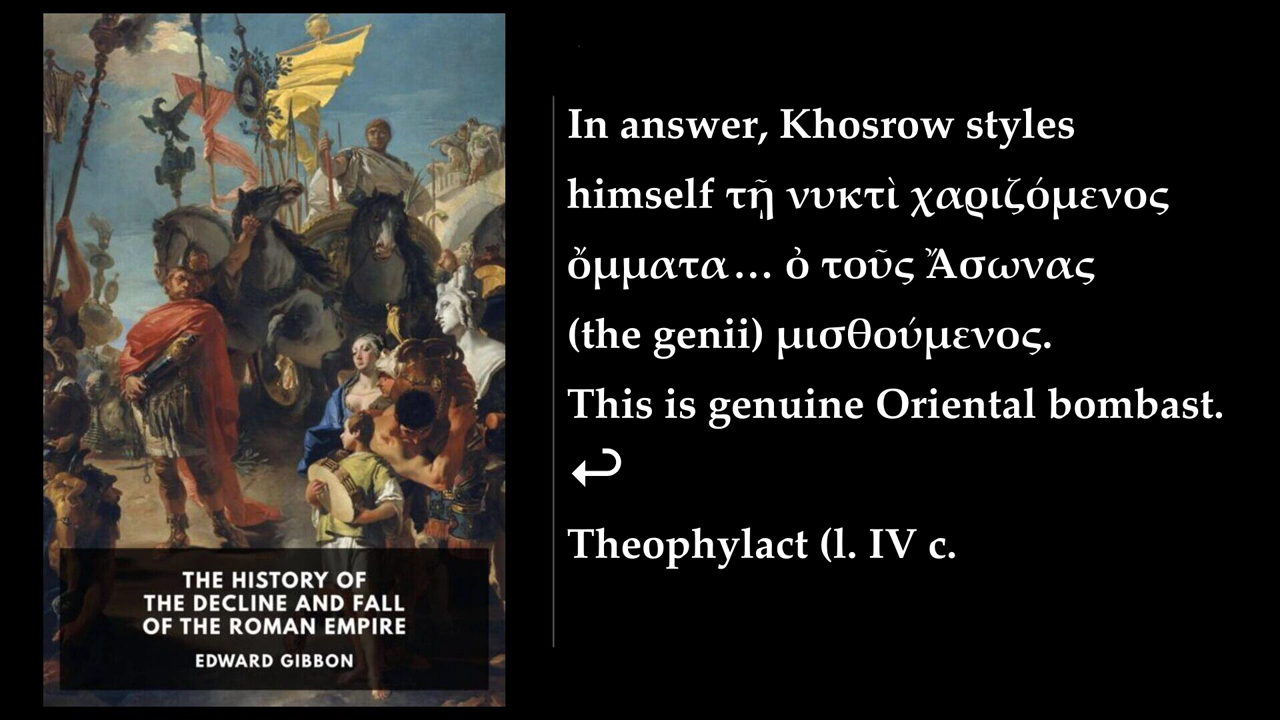 THE HISTORY OF
THE DECLINE AND FALL
OF THE ROMAN EMPIRE
EDWARD GIBBON
In answer, Khosrow styles
himself τῇ νυκτὶ χαριζόμενος
ὄμματα… ὀ τοῦς Ἄσωνας
(the genii) μισθούμενος.
This is genuine Oriental bombast.
↩
Theophylact (l. IV c.